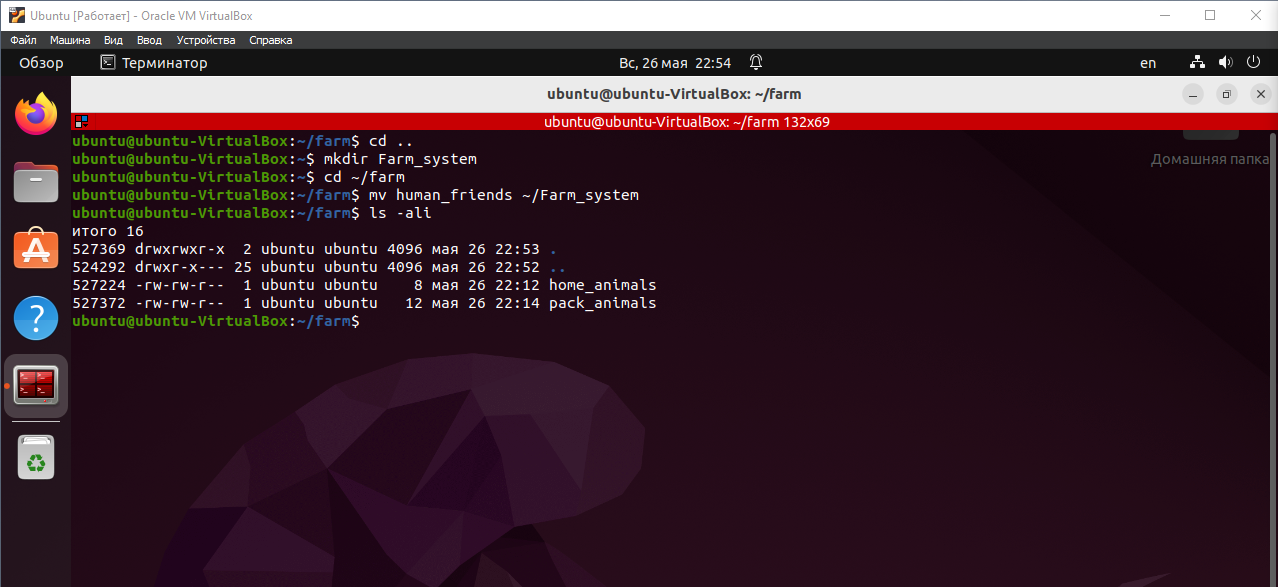 Ubuntu [Работает] - Oracle VM VirtualBox
Файл Машина Вид Ввод Устройства Справка
Обзор Терминатор Вс, 26 мая 22:54 en
ubuntu@ubuntu-VirtualBox: ~/farm
ubuntu@ubuntu-VirtualBox: ~/farm 132x69
ubuntu@ubuntu-VirtualBox:~/farm$ cd ..
ubuntu@ubuntu-VirtualBox:~$ mkdir Farm_system
Домашняя папка
ubuntu@ubuntu-VirtualBox:~$ cd ~/farm
ubuntu@ubuntu-VirtualBox:~/farm$ mv human_friends ~/Farm_system
ubuntu@ubuntu-VirtualBox:~/farm$ ls -ali
итого 16
527369 drwxrwxr-x  2 ubuntu ubuntu 4096 мая 26 22:53 .
524292 drwxr-x--- 25 ubuntu ubuntu 4096 мая 26 22:52 ..
527224 -rw-rw-r--  1 ubuntu ubuntu    8 мая 26 22:12 home_animals
527372 -rw-rw-r--  1 ubuntu ubuntu   12 мая 26 22:14 pack_animals
ubuntu@ubuntu-VirtualBox:~/farm$